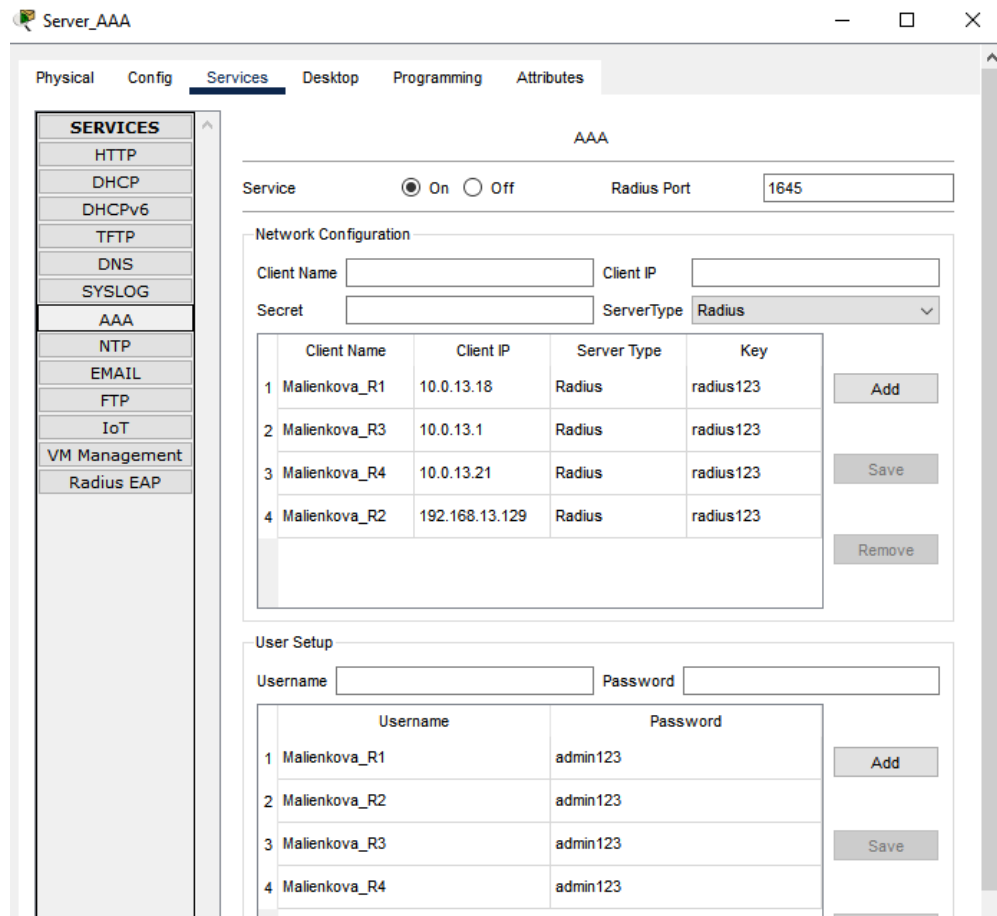 Server_AAA
Physical Config Services Desktop Programming Attributes
SERVICES
HTTP
DHCP
DHCPv6
TFTP
DNS
SYSLOG
AAA
NTP
EMAIL
FTP
IoT
VM Management
Radius EAP
AAA
Service On Off Radius Port 1645
Network Configuration
Client Name Client IP
Secret ServerType Radius
Client Name Client IP Server Type Key
1 Malienkova_R1 10.0.13.18 Radius radius123
2 Malienkova_R3 10.0.13.1 Radius radius123
3 Malienkova_R4 10.0.13.21 Radius radius123
4 Malienkova_R2 192.168.13.129 Radius radius123
Add
Save
Remove
User Setup
Username Password
Username Password
1 Malienkova_R1 admin123
2 Malienkova_R2 admin123
3 Malienkova_R3 admin123
4 Malienkova_R4 admin123
Add
Save